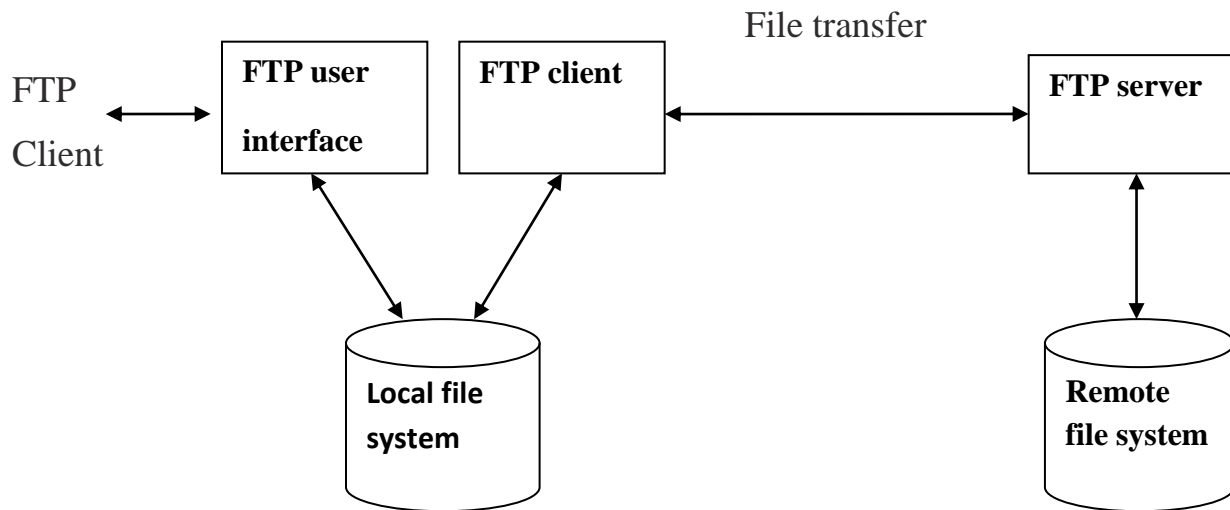 File transfer
FTP
Client
FTP user
interface
FTP client
FTP server
Local file
system
Remote
file system